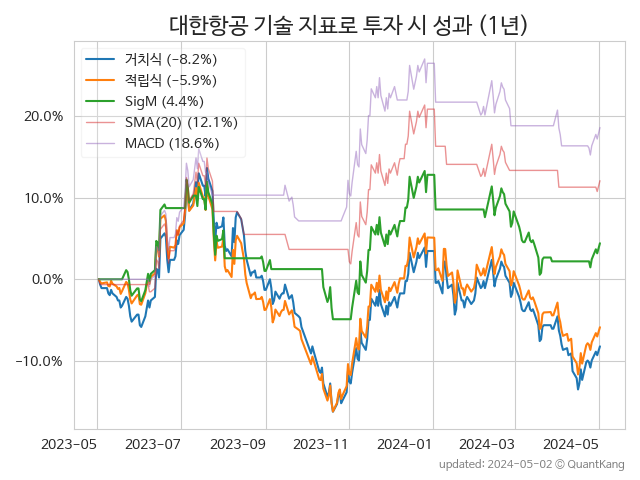 대한항공 기술 지표로 투자 시 성과 (1년)
거치식 (−8.2%)
적립식 (−5.9%)
SigM (4.4%)
SMA(20) (12.1%)
MACD (18.6%)
20.0%
10.0%
0.0%
−10.0%
2023-05 2023-07 2023-09 2023-11 2024-01 2024-03 2024-05
updated: 2024-05-02 © QuantKang